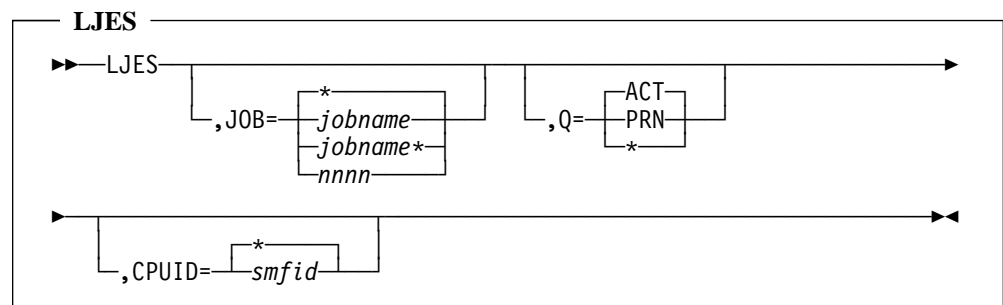 LJES
LJES
,JOB= * ,Q= ACT
jobname PRN
jobname* *
nnnn
,CPUID= *
smfid